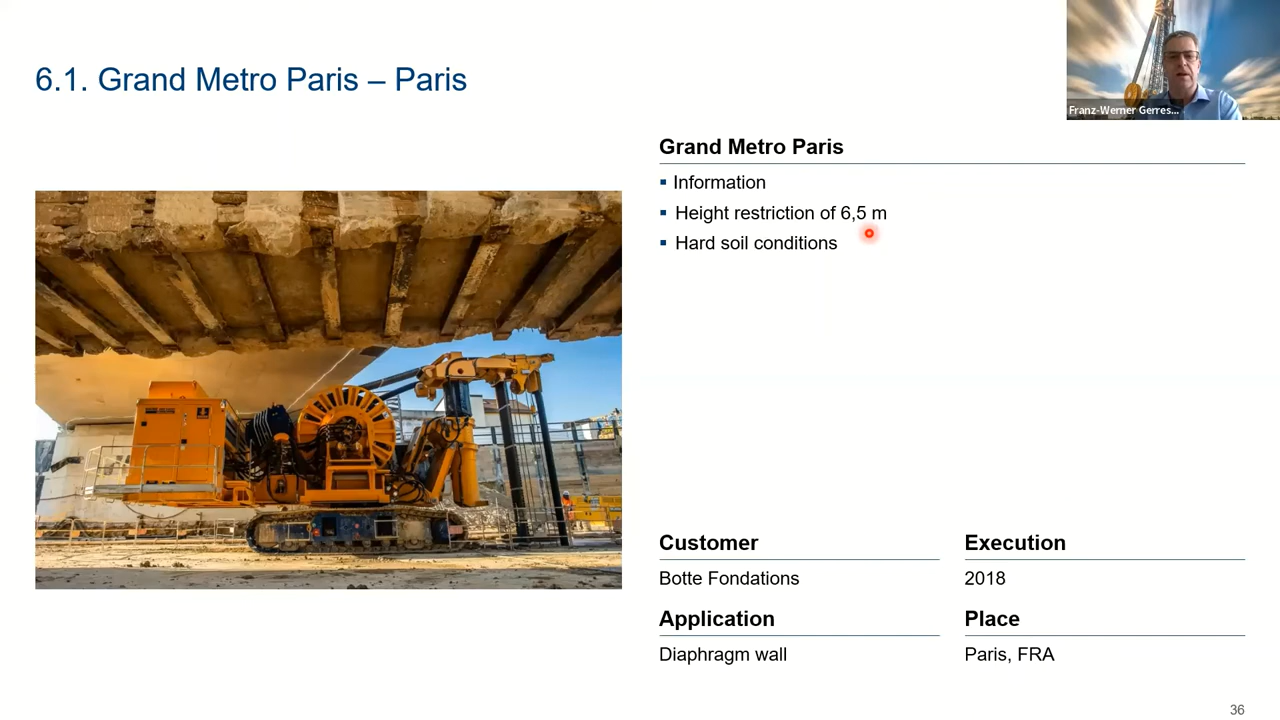 6.1. Grand Metro Paris – Paris
Franz-Werner Gerres...
Grand Metro Paris
▪ Information
▪ Height restriction of 6,5 m
▪ Hard soil conditions
Customer
Botte Fondations
Execution
2018
Application
Diaphragm wall
Place
Paris, FRA
36